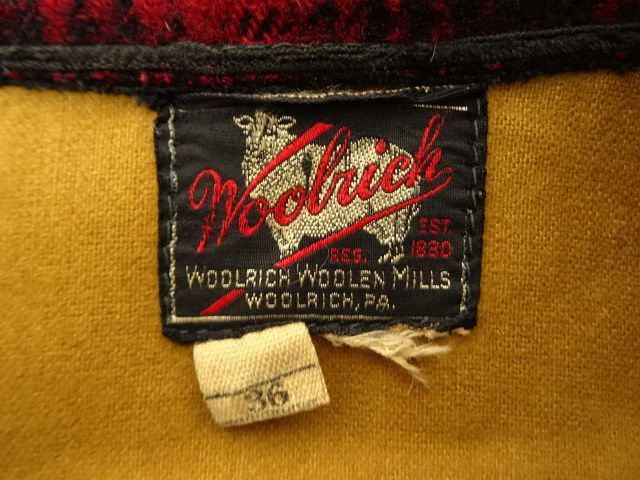 Woolrich
EST.
REG. 1830
WOOLRICH WOOLEN MILLS
WOOLRICH, PA.
36